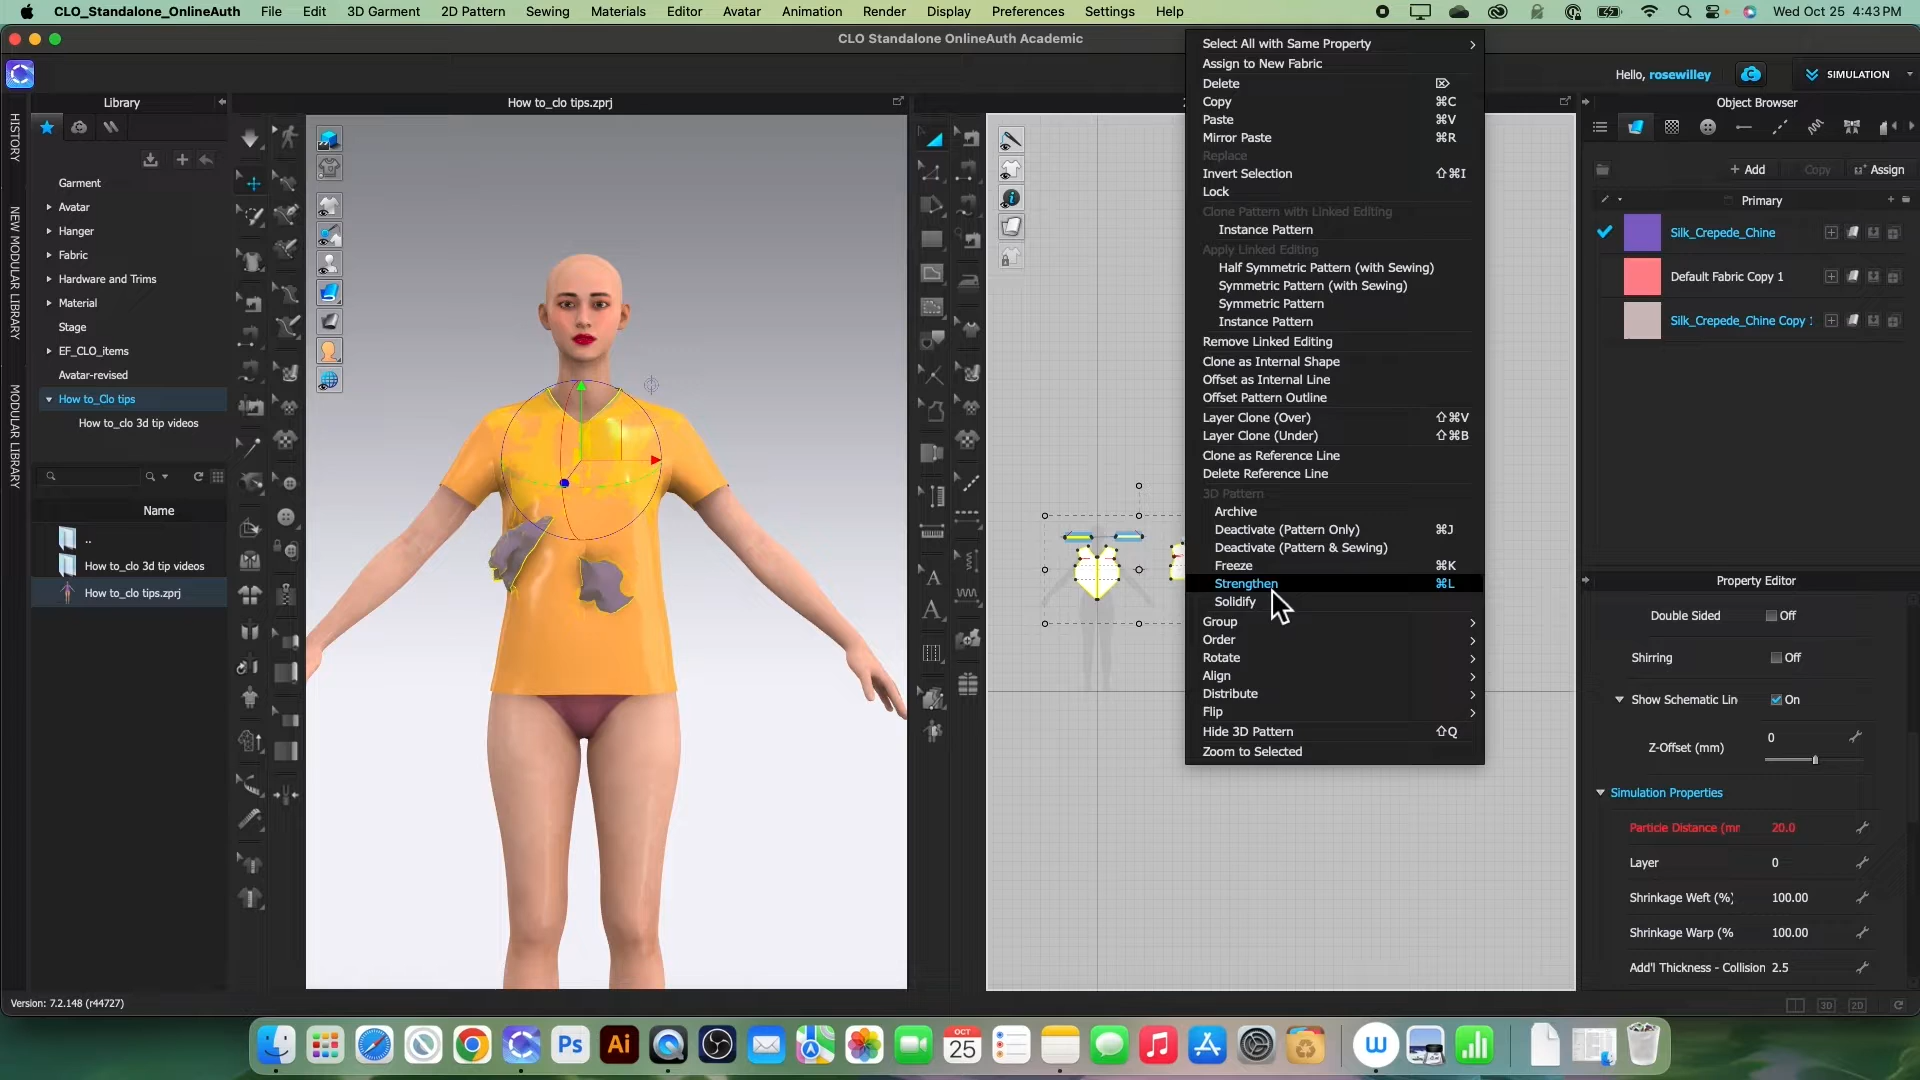 CLO_Standalone_OnlineAuth File Edit 3D Garment 2D Pattern Sewing Materials Editor Avatar Animation Render Display Preferences Settings Help Wed Oct 25 4:43 PM
CLO Standalone OnlineAuth Academic
Hello, rosewilley
SIMULATION
HISTORY
NEW MODULAR LIBRARY
MODULAR LIBRARY
Library
Garment
Avatar
Hanger
Fabric
Hardware and Trims
Material
Stage
EF_CLO_items
Avatar-revised
How to_Clo tips
How to_clo 3d tip videos
Name
..
How to_clo 3d tip videos
How to_clo tips.zprj
Version: 7.2.148 (r44727)
How to_clo tips.zprj
Select All with Same Property
Assign to New Fabric
Delete
Copy ⌘C
Paste ⌘V
Mirror Paste ⌘R
Replace
Invert Selection ⇧⌘I
Lock
Clone Pattern with Linked Editing
Instance Pattern
Apply Linked Editing
Half Symmetric Pattern (with Sewing)
Symmetric Pattern (with Sewing)
Symmetric Pattern
Instance Pattern
Remove Linked Editing
Clone as Internal Shape
Offset as Internal Line
Offset Pattern Outline
Layer Clone (Over) ⇧⌘V
Layer Clone (Under) ⇧⌘B
Clone as Reference Line
Delete Reference Line
3D Pattern
Archive
Deactivate (Pattern Only) ⌘J
Deactivate (Pattern & Sewing)
Freeze ⌘K
Strengthen ⌘L
Solidify
Group
Order
Rotate
Align
Distribute
Flip
Hide 3D Pattern ⇧Q
Zoom to Selected
Object Browser
+ Add Copy Assign
Primary
Silk_Crepede_Chine
Default Fabric Copy 1
Silk_Crepede_Chine Copy 1
Property Editor
Double Sided Off
Shirring Off
Show Schematic Lin On
Z-Offset (mm) 0
Simulation Properties
Particle Distance (mr 20.0
Layer 0
Shrinkage Weft (%) 100.00
Shrinkage Warp (% 100.00
Add'l Thickness - Collision 2.5
3D 2D
Ps Ai OCT 25